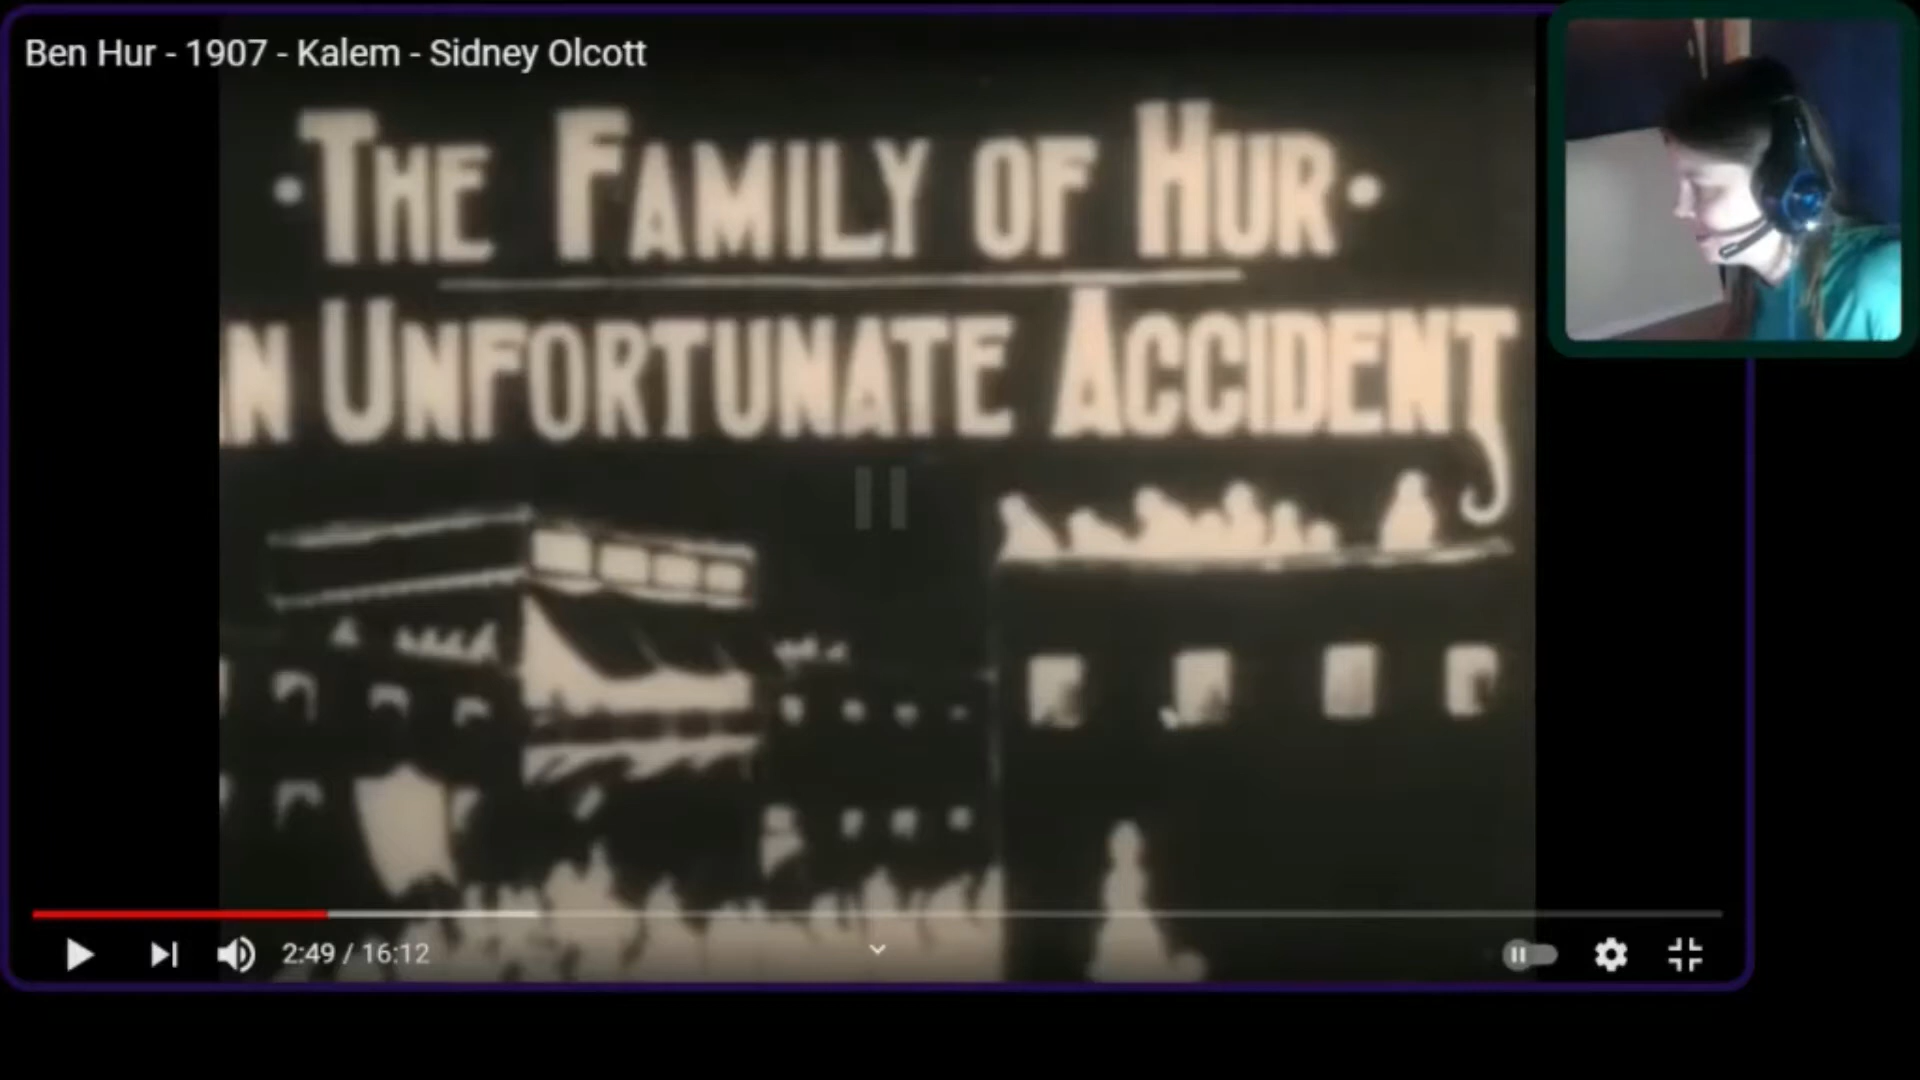 Ben Hur - 1907 - Kalem - Sidney Olcott
·THE FAMILY OF HUR·
N UNFORTUNATE ACCIDENT
2:49 / 16:12